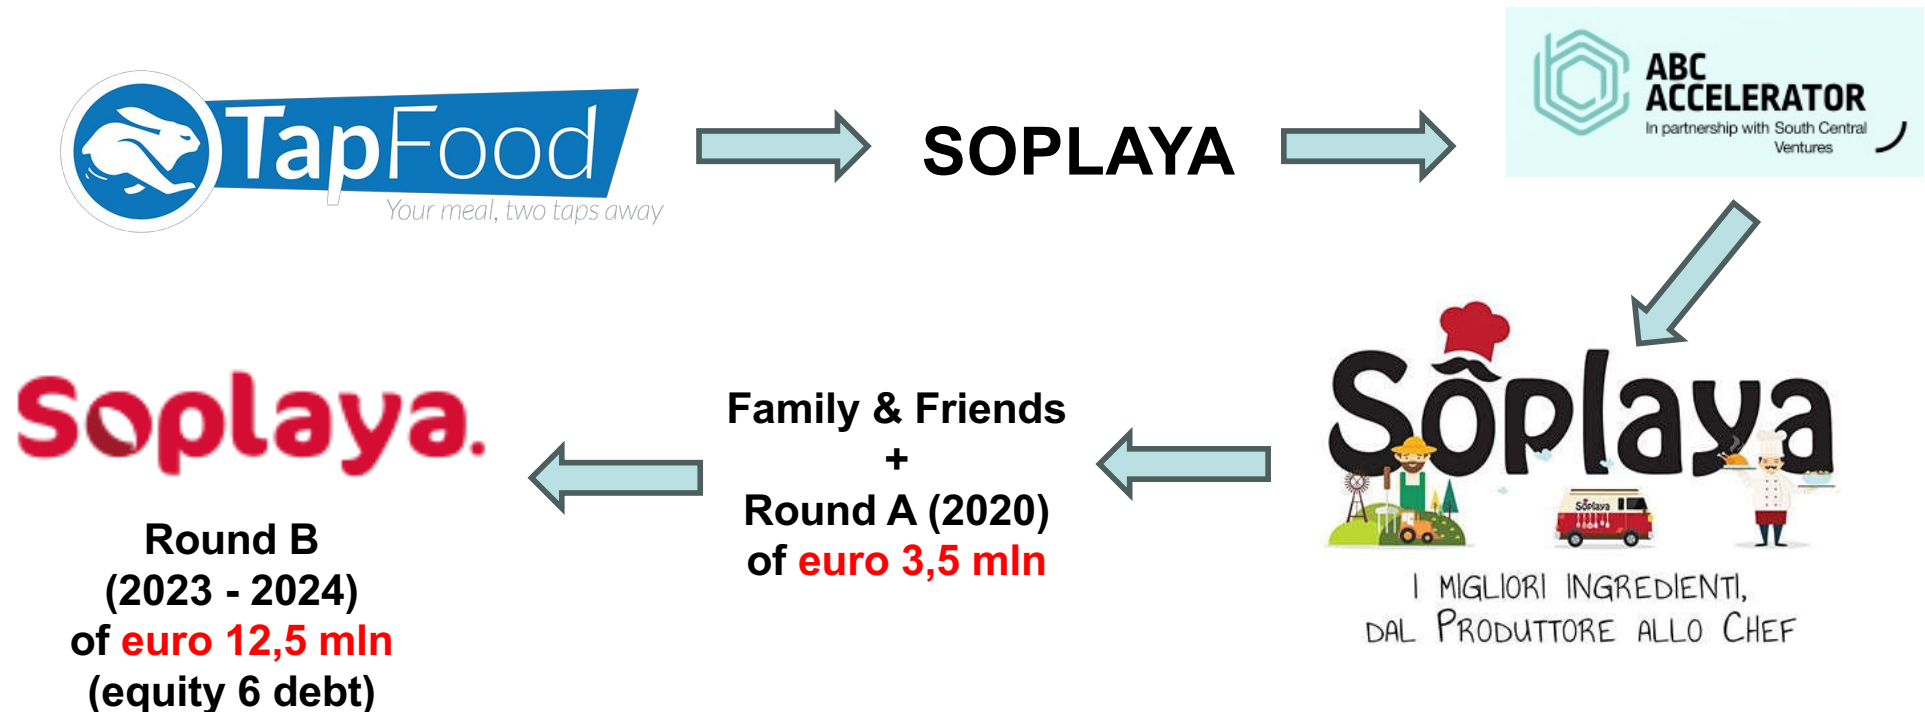 TapFood
Your meal, two taps away
SOPLAYA
ABC
ACCELERATOR
In partnership with South Central
Ventures
Sôplaya
Sôplaya
I MIGLIORI INGREDIENTI,
DAL PRODUTTORE ALLO CHEF
Family & Friends
+
Round A (2020)
of euro 3,5 mln
Soplaya.
Round B
(2023 - 2024)
of euro 12,5 mln
(equity 6 debt)